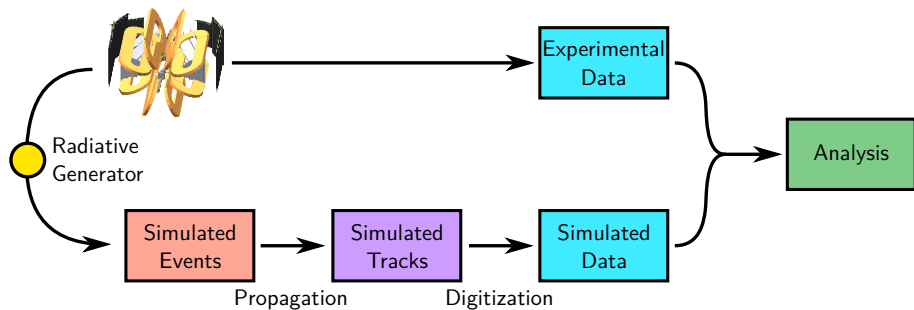 Experimental
Data
Radiative
Generator
Analysis
Simulated
Events
Simulated
Tracks
Simulated
Data
Propagation
Digitization